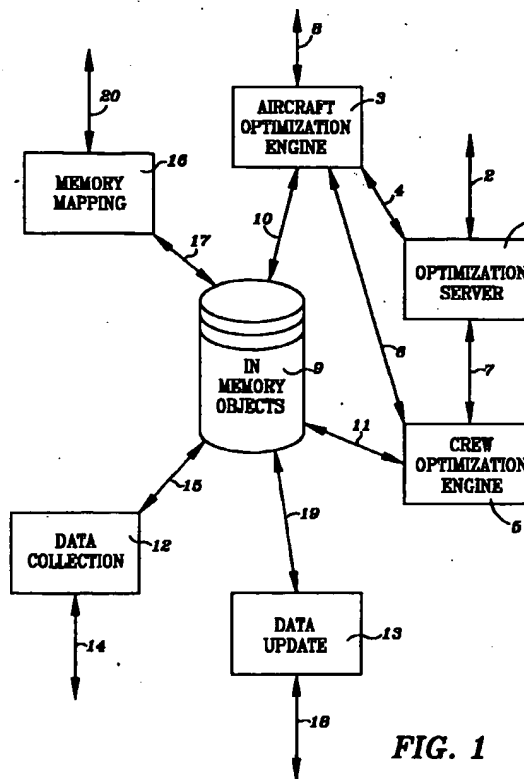 8
20
AIRCRAFT
OPTIMIZATION
ENGINE
3
16
MEMORY
MAPPING
2
4
10
17
OPTIMIZATION
SERVER
IN
MEMORY
OBJECTS
9
6
7
11
CREW
OPTIMIZATION
ENGINE
5
15
19
DATA
COLLECTION
12
DATA
UPDATE
13
14
18
FIG. 1